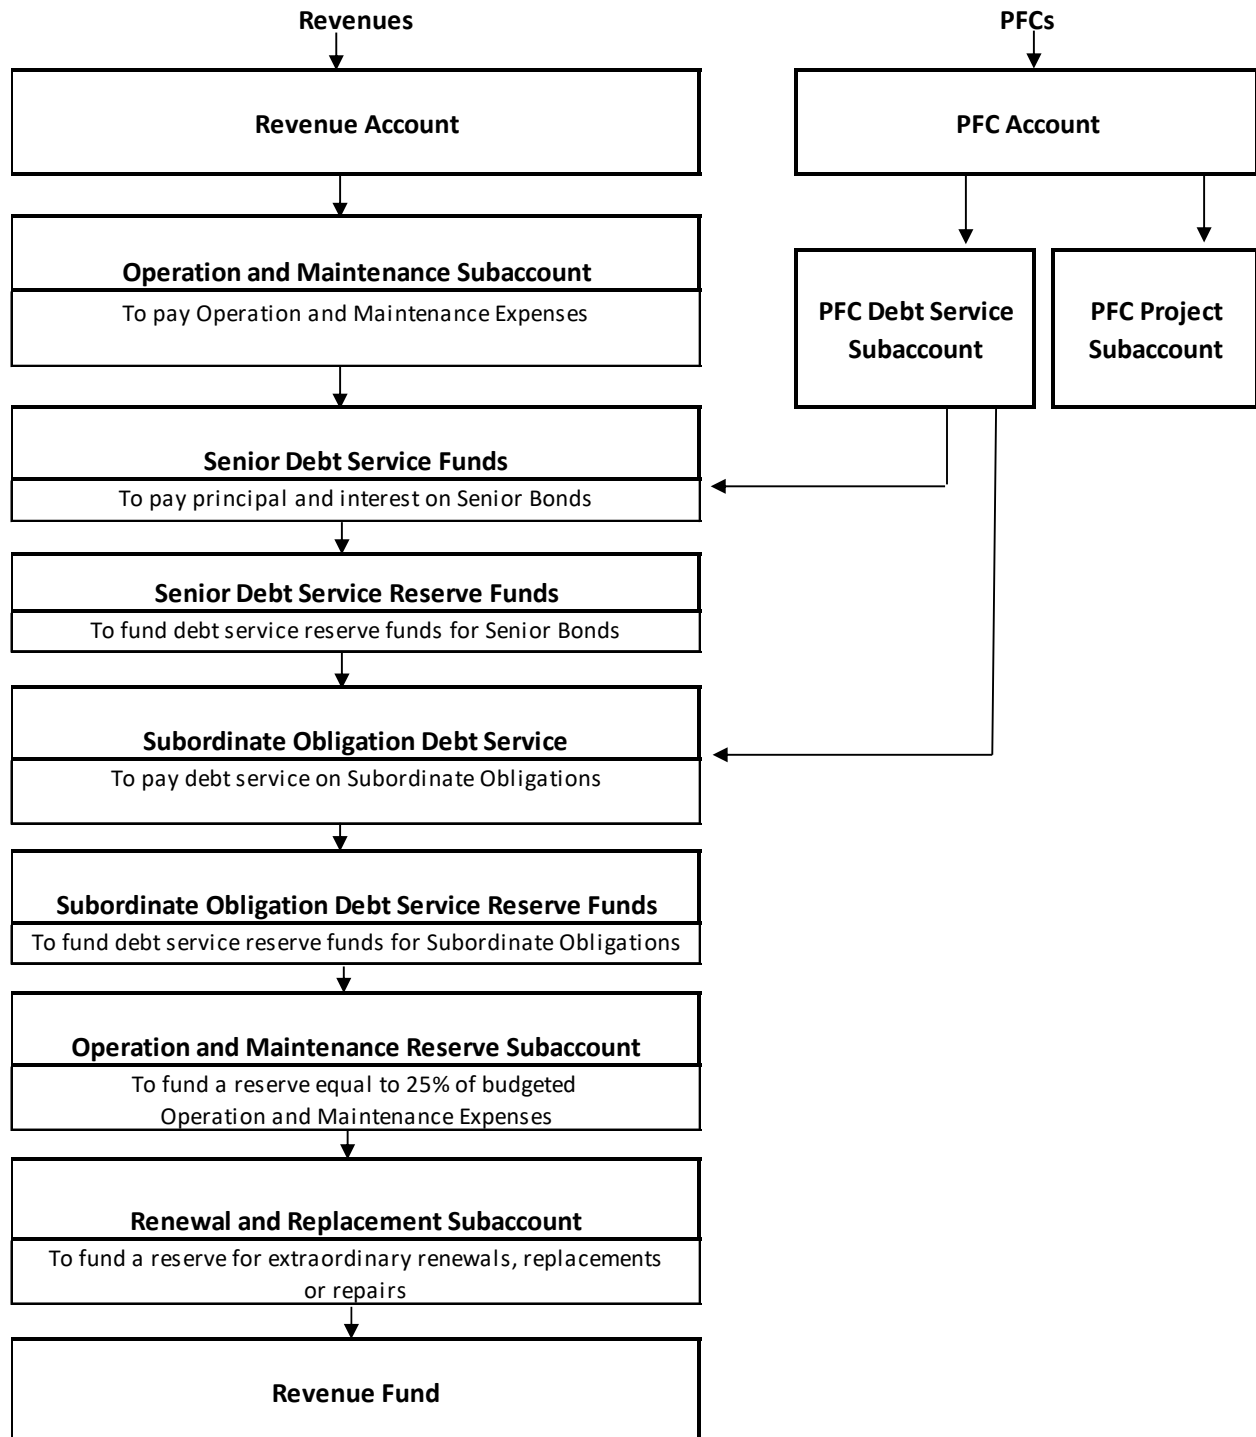 Revenues
PFCs
Revenue Account
PFC Account
Operation and Maintenance Subaccount
To pay Operation and Maintenance Expenses
PFC Debt Service
Subaccount
PFC Project
Subaccount
Senior Debt Service Funds
To pay principal and interest on Senior Bonds
Senior Debt Service Reserve Funds
To fund debt service reserve funds for Senior Bonds
Subordinate Obligation Debt Service
To pay debt service on Subordinate Obligations
Subordinate Obligation Debt Service Reserve Funds
To fund debt service reserve funds for Subordinate Obligations
Operation and Maintenance Reserve Subaccount
To fund a reserve equal to 25% of budgeted
Operation and Maintenance Expenses
Renewal and Replacement Subaccount
To fund a reserve for extraordinary renewals, replacements
or repairs
Revenue Fund